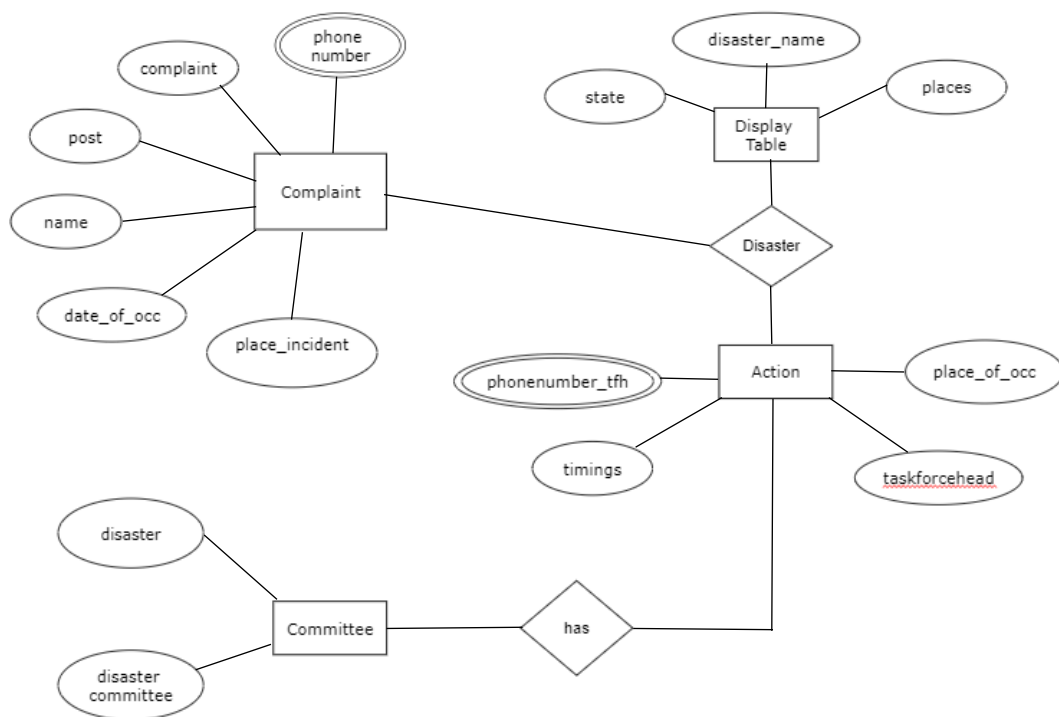 phone
number
disaster_name
complaint
places
state
post
Display
Table
Complaint
name
Disaster
date_of_occ
place_incident
Action
place_of_occ
phonenumber_tfh
timings
taskforcehead
disaster
Committee
has
disaster
committee